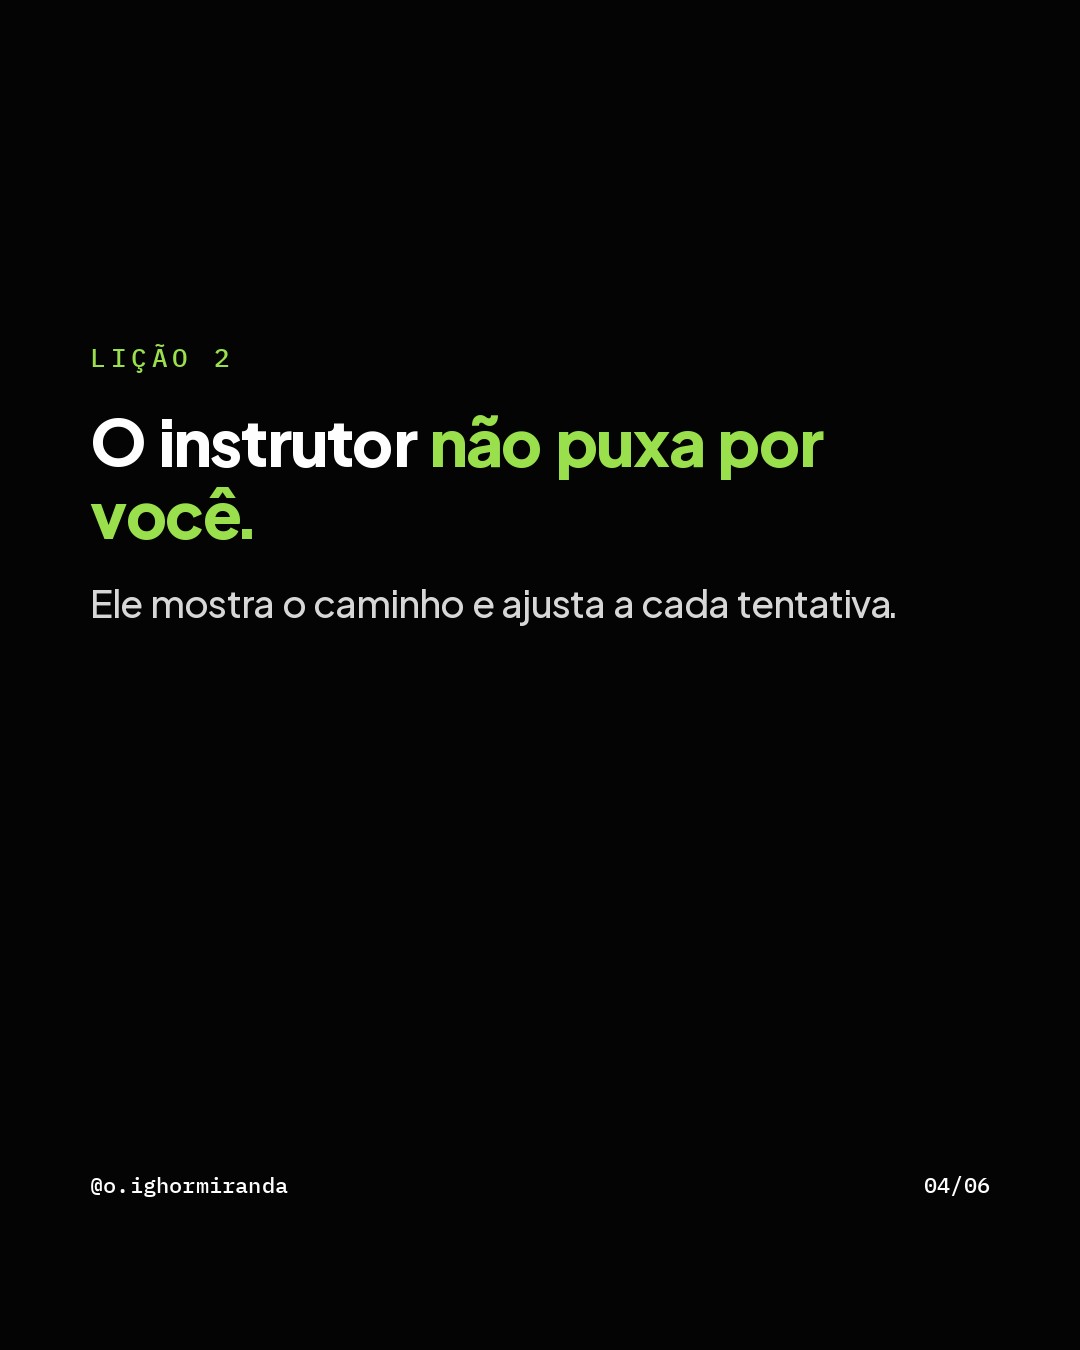 LIÇÃO 2
O instrutor não puxa por
você.
Ele mostra o caminho e ajusta a cada tentativa.
@o.ighormiranda
04/06